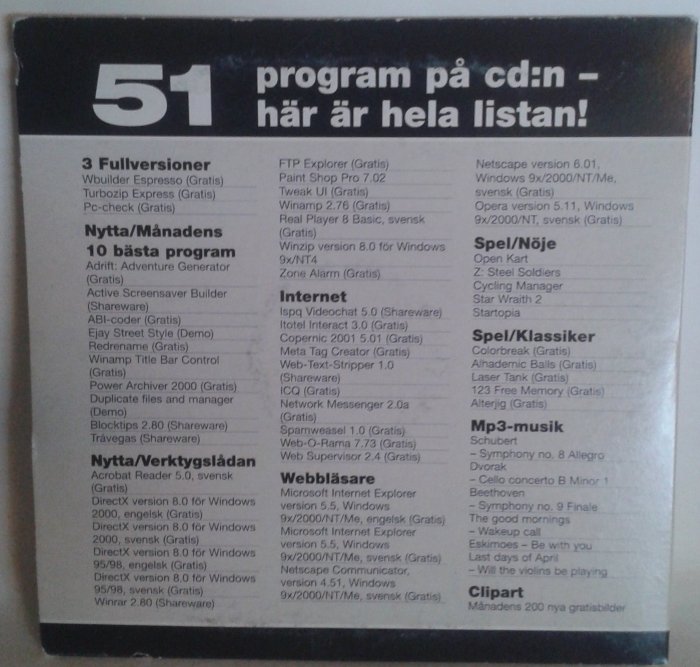 51 program på cd:n –
här är hela listan!
3 Fullversioner
Wbuilder Espresso (Gratis)
Turbozip Express (Gratis)
Pc-check (Gratis)
Nytta/Månadens
10 bästa program
Adrift: Adventure Generator
(Gratis)
Active Screensaver Builder
(Shareware)
ABI-coder (Gratis)
Ejay Street Style (Demo)
Redrename (Gratis)
Winamp Title Bar Control
(Gratis)
Power Archiver 2000 (Gratis)
Duplicate files and manager
(Demo)
Blocktips 2.80 (Shareware)
Trävegas (Shareware)
Nytta/Verktygslådan
Acrobat Reader 5.0, svensk
(Gratis)
DirectX version 8.0 för Windows
2000, engelsk (Gratis)
DirectX version 8.0 för Windows
2000, svensk (Gratis)
DirectX version 8.0 för Windows
95/98, engelsk (Gratis)
DirectX version 8.0 för Windows
95/98, svensk (Gratis)
Winrar 2.80 (Shareware)
FTP Explorer (Gratis)
Paint Shop Pro 7.02
Tweak UI (Gratis)
Winamp 2.76 (Gratis)
Real Player 8 Basic, svensk
(Gratis)
Winzip version 8.0 för Windows
9x/NT4
Zone Alarm (Gratis)
Internet
Ispq Videochat 5.0 (Shareware)
Itotel Interact 3.0 (Gratis)
Copernic 2001 5.01 (Gratis)
Meta Tag Creator (Gratis)
Web-Text-Stripper 1.0
(Shareware)
ICQ (Gratis)
Network Messenger 2.0a
(Gratis)
Spamweasel 1.0 (Gratis)
Web-O-Rama 7.73 (Gratis)
Web Supervisor 2.4 (Gratis)
Webbläsare
Microsoft Internet Explorer
version 5.5, Windows
9x/2000/NT/Me, engelsk (Gratis)
Microsoft Internet Explorer
version 5.5, Windows
9x/2000/NT/Me, svensk (Gratis)
Netscape Communicator,
version 4.51, Windows
9x/2000/NT/Me, svensk (Gratis)
Netscape version 6.01,
Windows 9x/2000/NT/Me,
svensk (Gratis)
Opera version 5.11, Windows
9x/2000/NT, svensk (Gratis)
Spel/Nöje
Open Kart
Z: Steel Soldiers
Cycling Manager
Star Wraith 2
Startopia
Spel/Klassiker
Colorbreak (Gratis)
Alhademic Balls (Gratis)
Laser Tank (Gratis)
123 Free Memory (Gratis)
Alterjig (Gratis)
Mp3-musik
Schubert
– Symphony no. 8 Allegro
Dvorak
– Cello concerto B Minor 1
Beethoven
– Symphony no. 9 Finale
The good mornings
– Wakeup call
Eskimoes – Be with you
Last days of April
– Will the violins be playing
Clipart
Månadens 200 nya gratisbilder